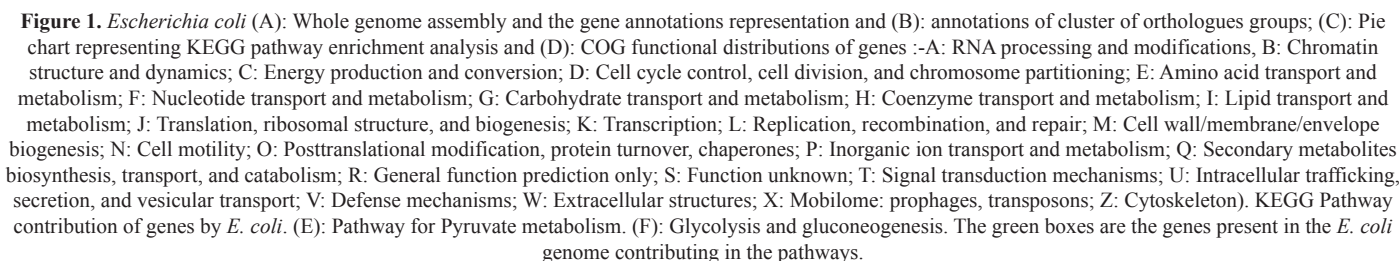 Figure 1. Escherichia coli (A): Whole genome assembly and the gene annotations representation and (B): annotations of cluster of orthologues groups; (C): Pie
chart representing KEGG pathway enrichment analysis and (D): COG functional distributions of genes :-A: RNA processing and modifications, B: Chromatin
structure and dynamics; C: Energy production and conversion; D: Cell cycle control, cell division, and chromosome partitioning; E: Amino acid transport and
metabolism; F: Nucleotide transport and metabolism; G: Carbohydrate transport and metabolism; H: Coenzyme transport and metabolism; I: Lipid transport and
metabolism; J: Translation, ribosomal structure, and biogenesis; K: Transcription; L: Replication, recombination, and repair; M: Cell wall/membrane/envelope
biogenesis; N: Cell motility; O: Posttranslational modification, protein turnover, chaperones; P: Inorganic ion transport and metabolism; Q: Secondary metabolites
biosynthesis, transport, and catabolism; R: General function prediction only; S: Function unknown; T: Signal transduction mechanisms; U: Intracellular trafficking,
secretion, and vesicular transport; V: Defense mechanisms; W: Extracellular structures; X: Mobilome: prophages, transposons; Z: Cytoskeleton). KEGG Pathway
contribution of genes by E. coli. (E): Pathway for Pyruvate metabolism. (F): Glycolysis and gluconeogenesis. The green boxes are the genes present in the E. coli
genome contributing in the pathways.